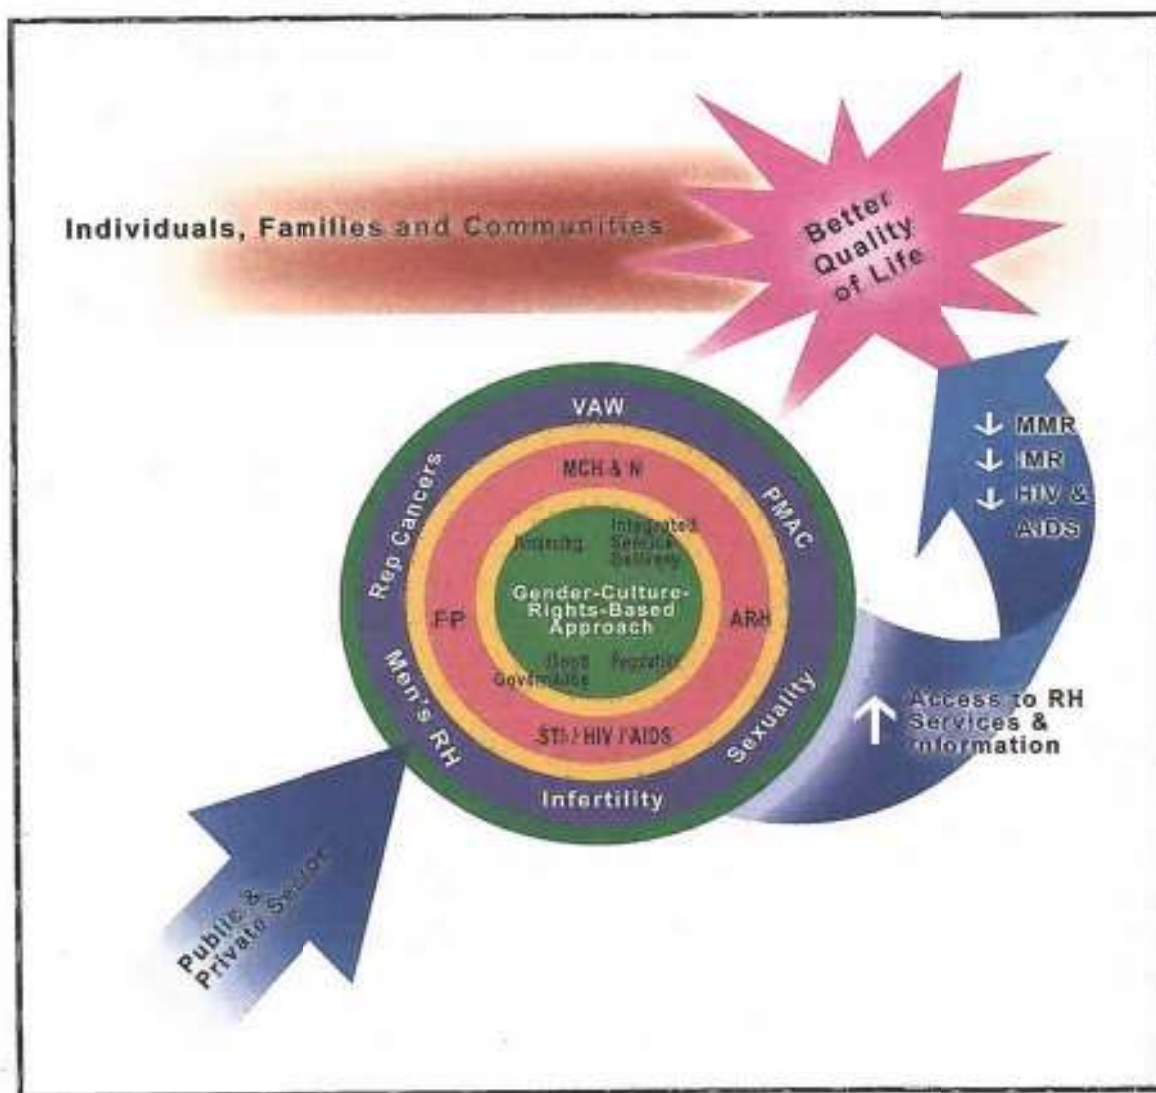 Individuals, Families and Communities
Better
Quality
of Life
↓ MMR
↓ IMR
↓ HIV &
AIDS
VAW
Rep Cancers
PMAC
MCH & N
Financing
Integrated
Service
Delivery
Gender-Culture-
Rights-Based
Approach
FP
ARH
Good
Governance
Regulation
Men's RH
Sexuality
STI / HIV / AIDS
Infertility
↑ Access to RH
Services &
Information
Public &
Private Sector